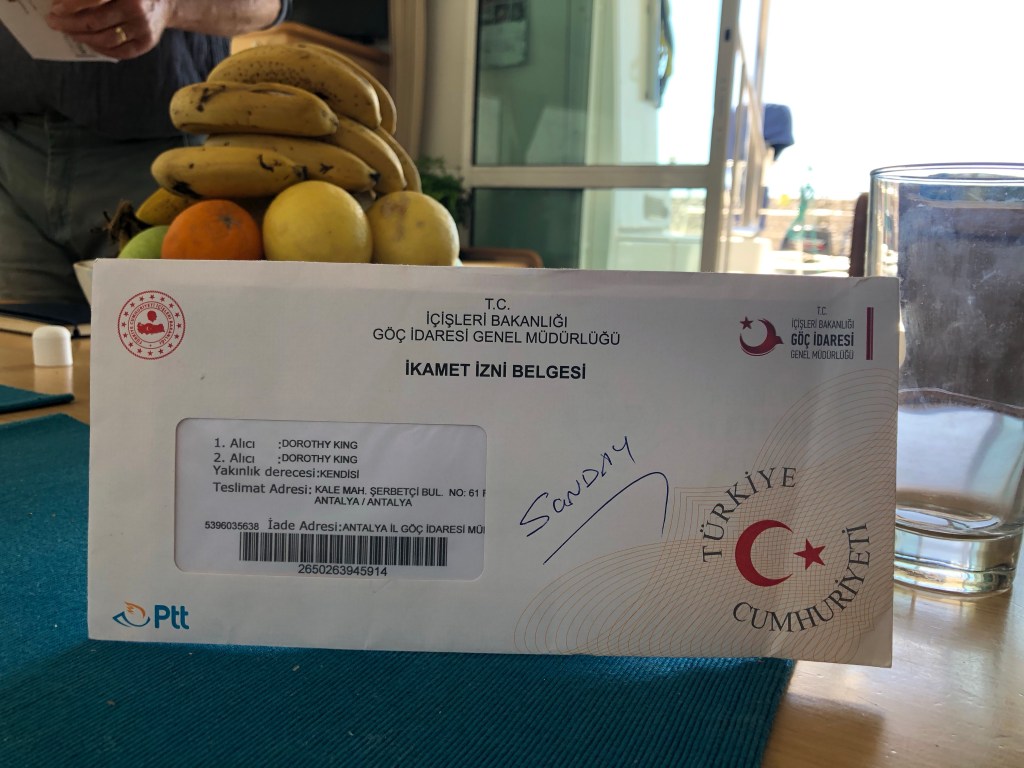 T.C.
İÇİŞLERİ BAKANLIĞI
GÖÇ İDARESİ GENEL MÜDÜRLÜĞÜ
İKAMET İZNİ BELGESİ
T.C.
İÇİŞLERİ BAKANLIĞI
GÖÇ İDARESİ
GENEL MÜDÜRLÜĞÜ
1. Alıcı :DOROTHY KING
2. Alıcı :DOROTHY KING
Yakınlık derecesi:KENDİSİ
Teslimat Adresi: KALE MAH. ŞERBETÇİ BUL. NO: 61
ANTALYA / ANTALYA
5396035638 İade Adresi:ANTALYA İL GÖÇ İDARESİ MÜ
2650263945914
SANDAY
TÜRKİYE
CUMHURİYETİ
Ptt